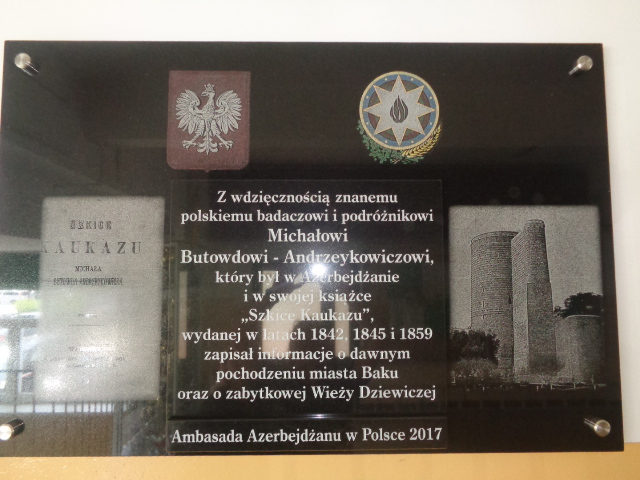 Z wdzięcznością znanemu
polskiemu badaczowi i podróżnikowi
Michałowi
Butowdowi - Andrzeykowiczowi,
który był w Azerbejdżanie
i w swojej książce
„Szkice Kaukazu”,
wydanej w latach 1842, 1845 i 1859
zapisał informacje o dawnym
pochodzeniu miasta Baku
oraz o zabytkowej Wieży Dziewiczej
Ambasada Azerbejdżanu w Polsce 2017
SZKICE
KAUKAZU
MICHAŁA